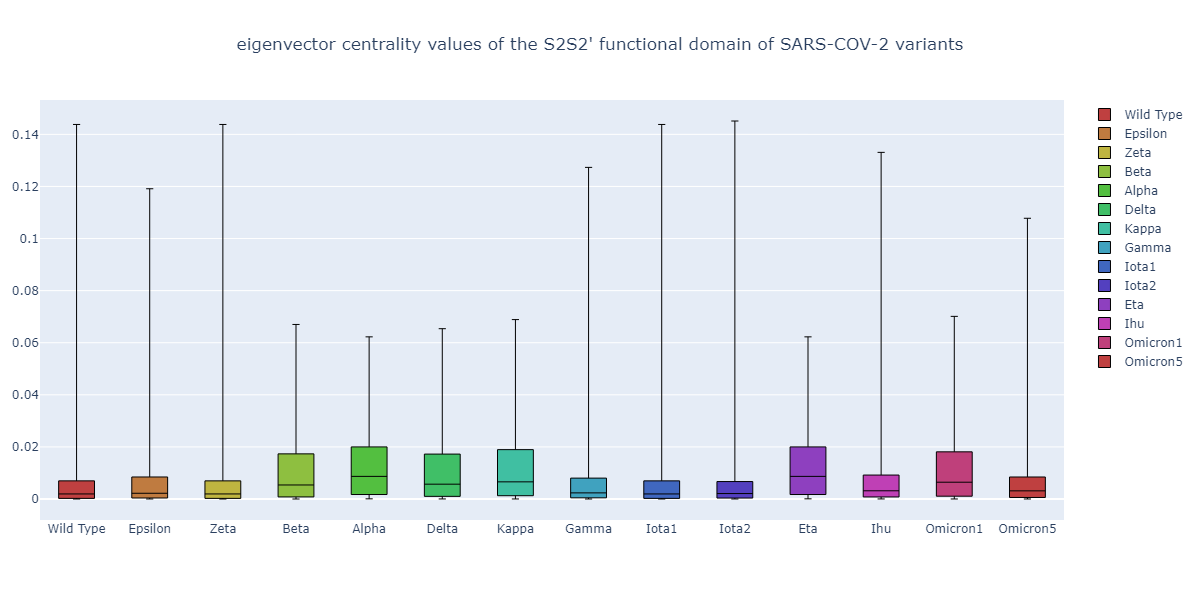 eigenvector centrality values of the S2S2' functional domain of SARS-COV-2 variants
0.14
0.12
0.1
0.08
0.06
0.04
0.02
0
Wild Type Epsilon Zeta Beta Alpha Delta Kappa Gamma Iota1 Iota2 Eta Ihu Omicron1 Omicron5
Wild Type
Epsilon
Zeta
Beta
Alpha
Delta
Kappa
Gamma
Iota1
Iota2
Eta
Ihu
Omicron1
Omicron5